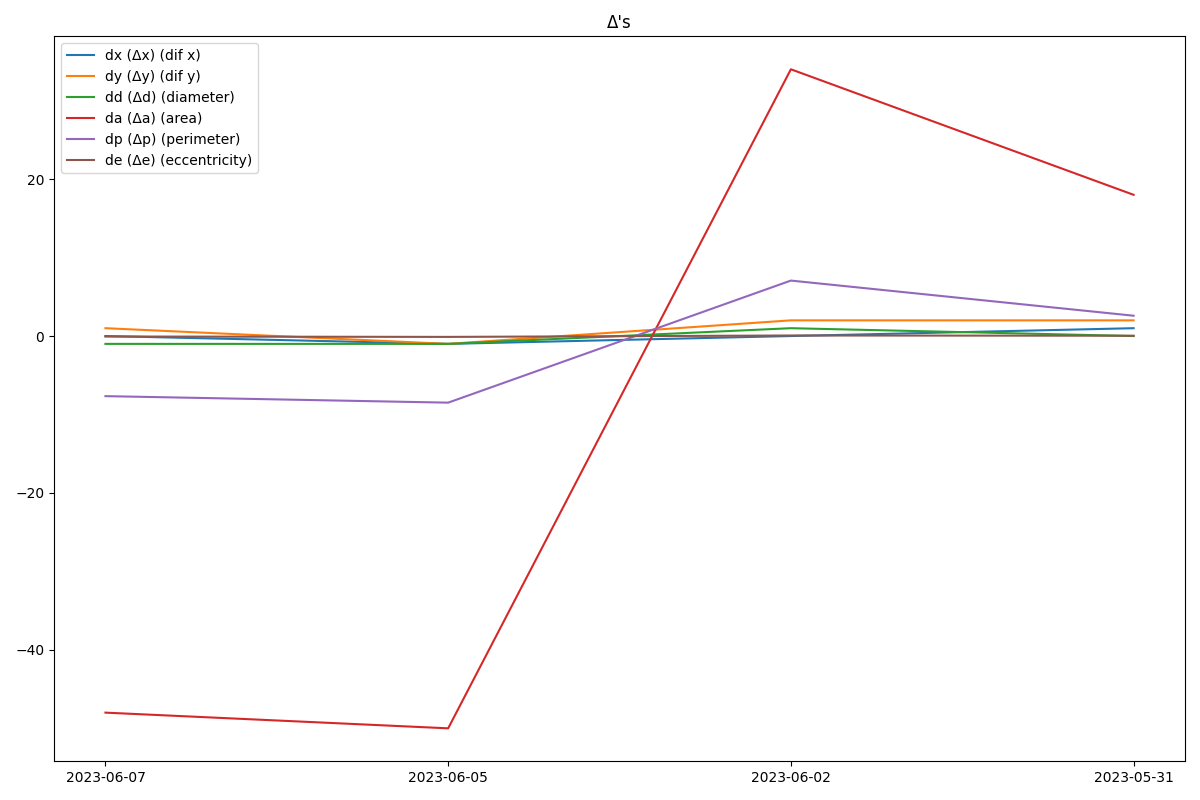 Δ's
dx (Δx) (dif x)
dy (Δy) (dif y)
dd (Δd) (diameter)
da (Δa) (area)
dp (Δp) (perimeter)
de (Δe) (eccentricity)
20
0
−20
−40
2023-06-07 2023-06-05 2023-06-02 2023-05-31